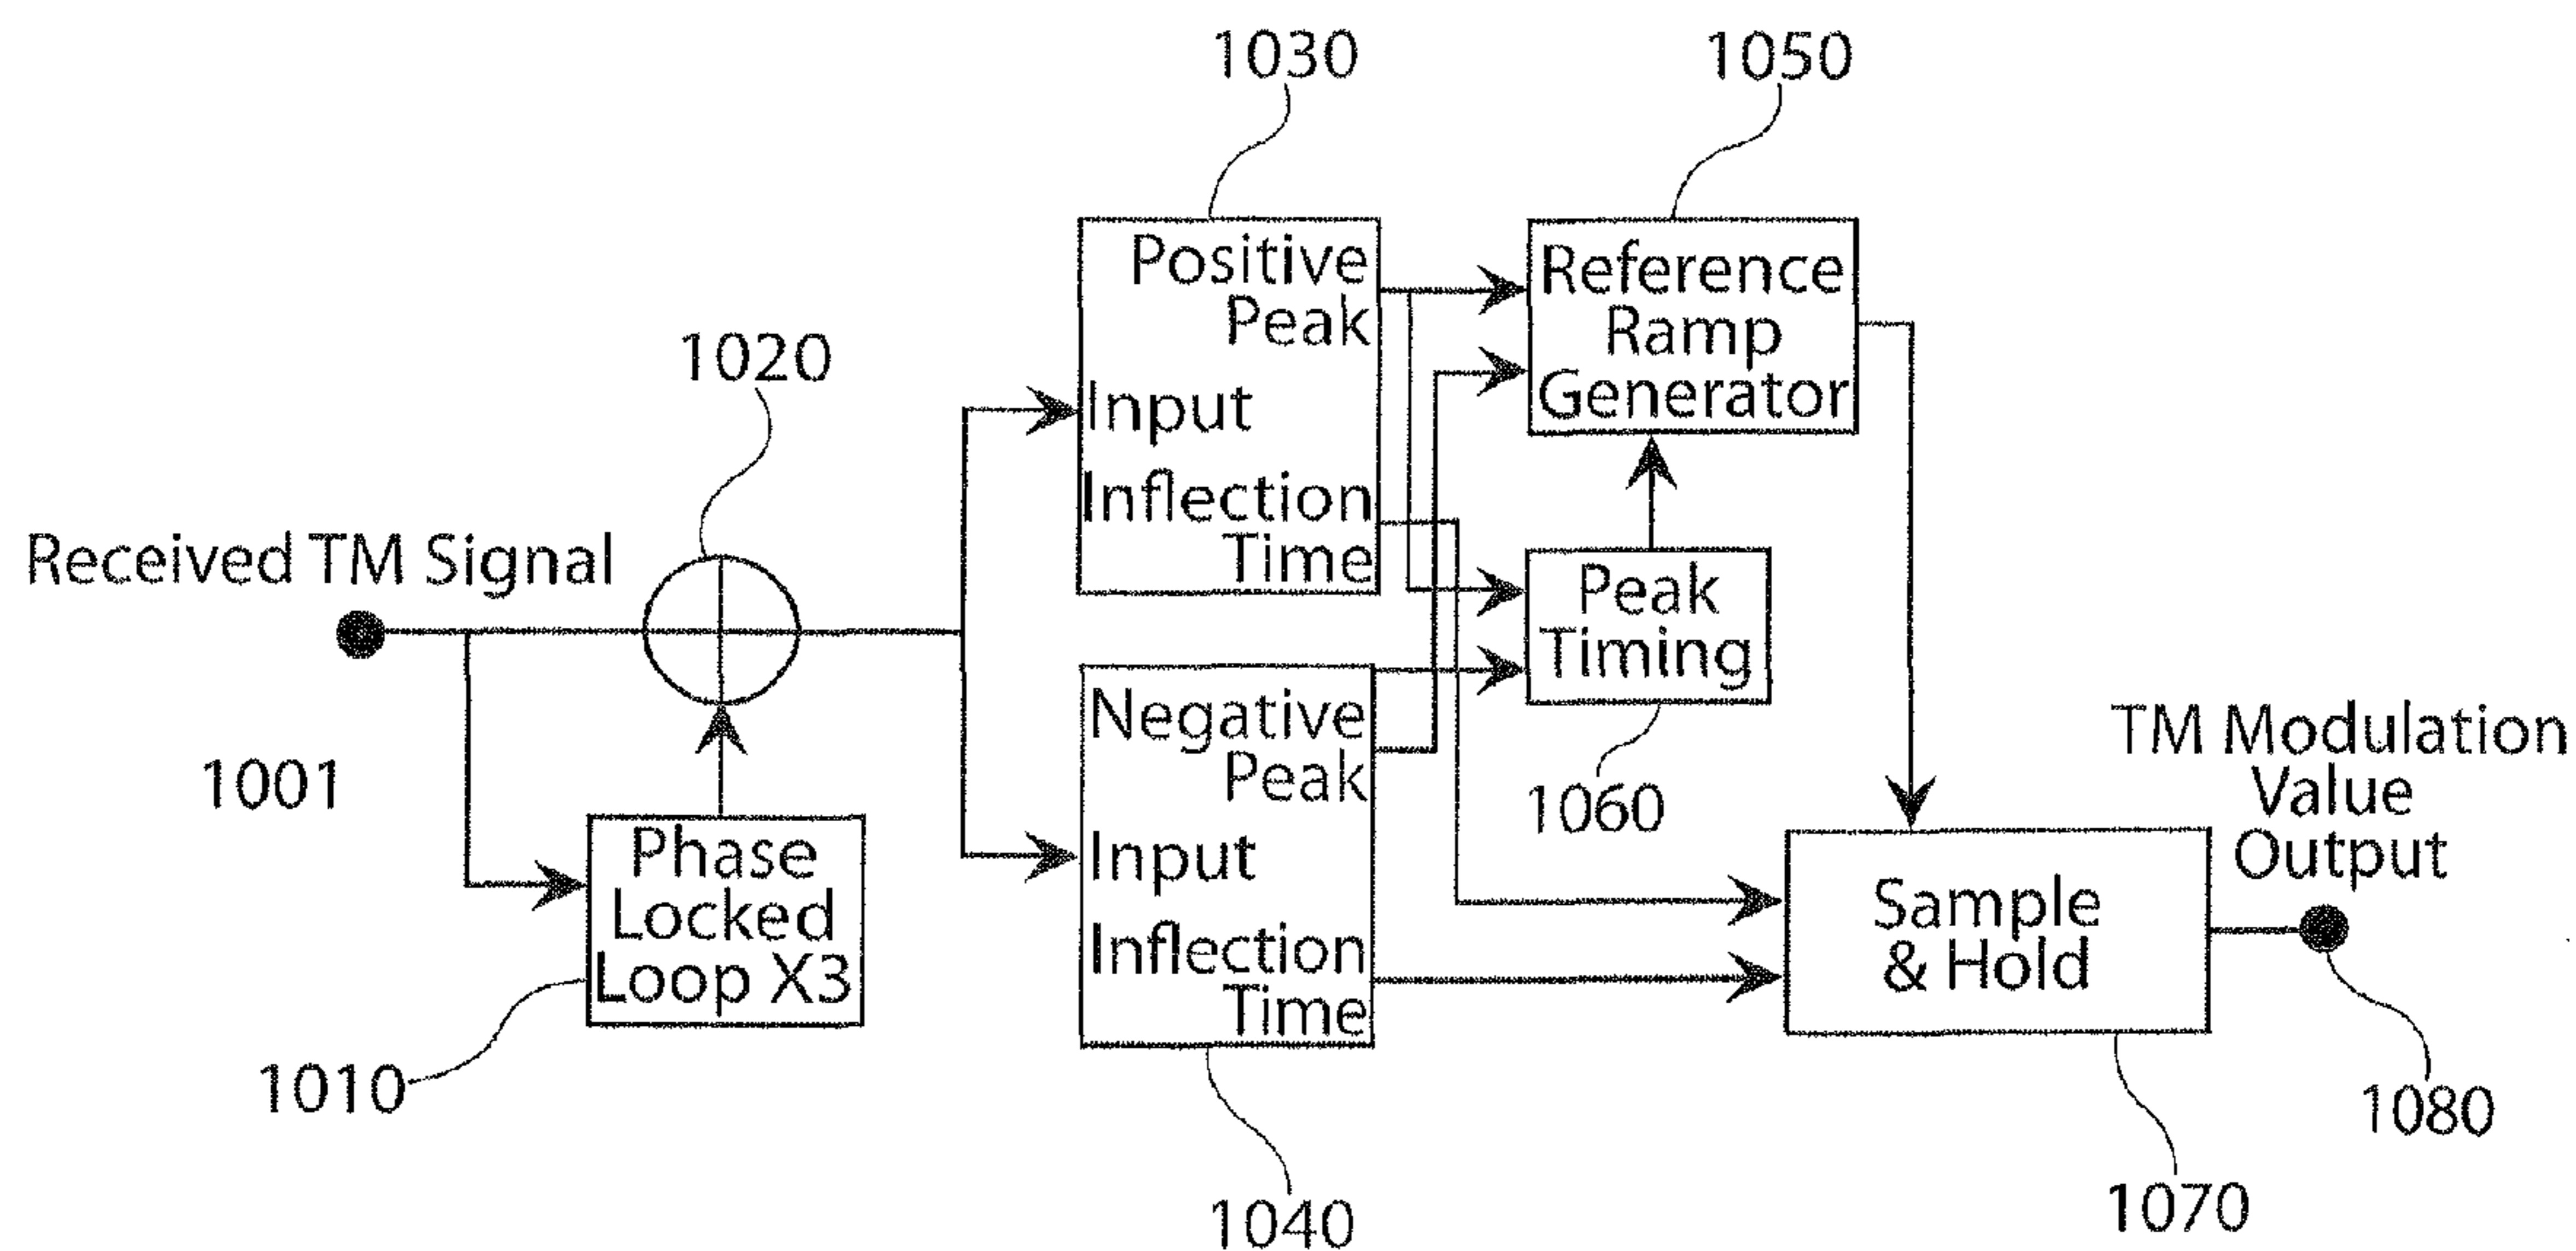 1030
1050
1020
Positive
Peak
Input
Inflection
Time
Reference
Ramp
Generator
Received TM Signal
Peak
Timing
1060
1001
Phase
Locked
Loop X3
1010
Negative
Peak
Input
Inflection
Time
1040
TM Modulation
Value
Output
Sample
& Hold
1080
1070